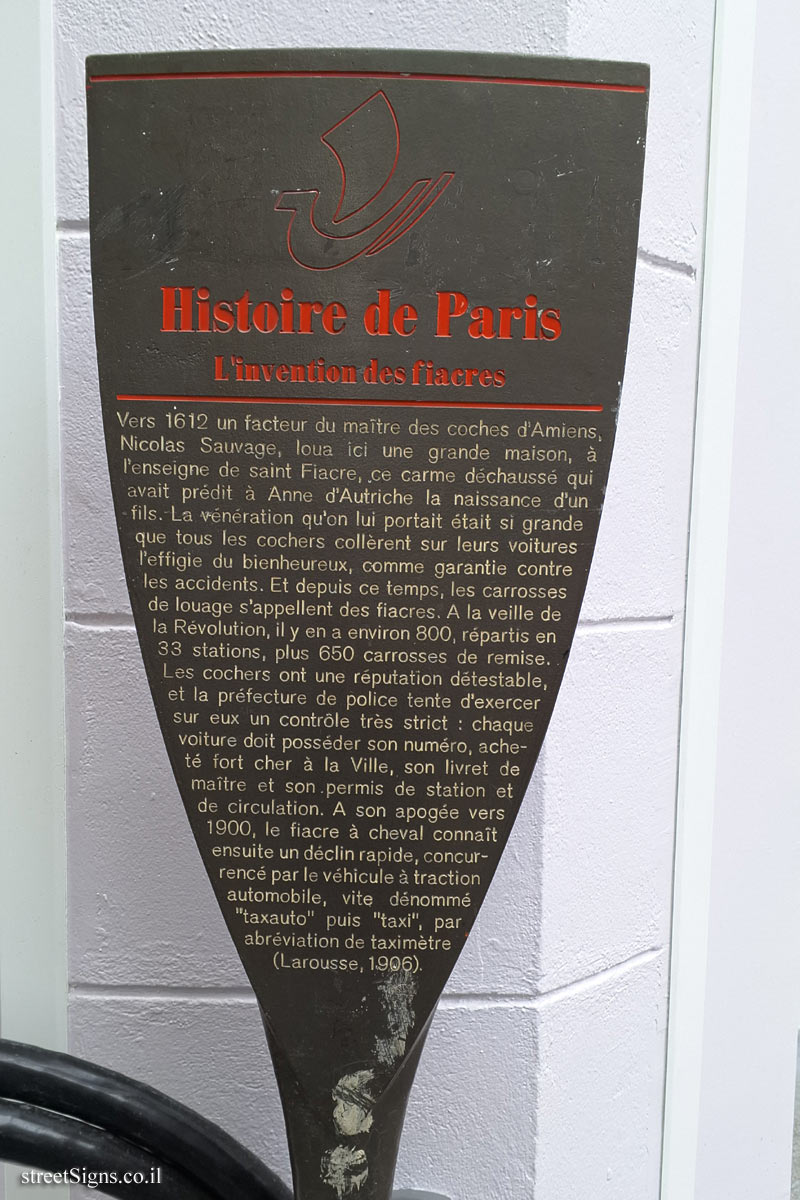 Histoire de Paris
L'invention des fiacres
Vers 1612 un facteur du maître des coches d'Amiens,
Nicolas Sauvage, loua ici une grande maison, à
l'enseigne de saint Fiacre, ce carme déchaussé qui
avait prédit à Anne d'Autriche la naissance d'un
fils. La vénération qu'on lui portait était si grande
que tous les cochers collèrent sur leurs voitures
l'effigie du bienheureux, comme garantie contre
les accidents. Et depuis ce temps, les carrosses
de louage s'appellent des fiacres. A la veille de
la Révolution, il y en a environ 800, répartis en
33 stations, plus 650 carrosses de remise.
Les cochers ont une réputation détestable,
et la préfecture de police tente d'exercer
sur eux un contrôle très strict : chaque
voiture doit posséder son numéro, ache-
té fort cher à la Ville, son livret de
maître et son permis de station et
de circulation. A son apogée vers
1900, le fiacre à cheval connaît
ensuite un déclin rapide, concur-
rencé par le véhicule à traction
automobile, vite dénommé
"taxauto" puis "taxi", par
abréviation de taximètre
(Larousse, 1906).
streetSigns.co.il